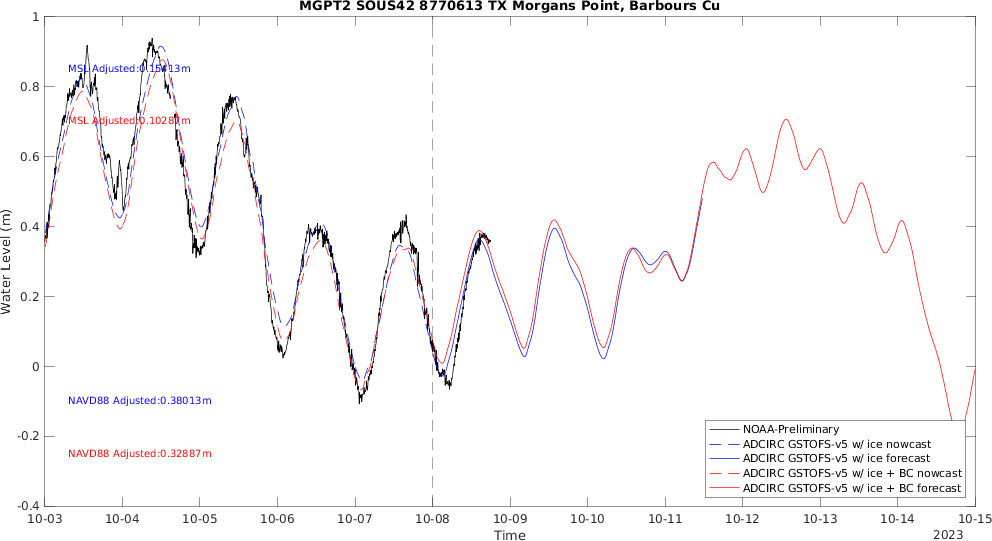 MGPT2 SOUS42 8770613 TX Morgans Point, Barbours Cu
Water Level (m)
1
0.8
0.6
0.4
0.2
0
-0.2
-0.4
MSL Adjusted:0.15413m
MSL Adjusted:0.10287m
NAVD88 Adjusted:0.38013m
NAVD88 Adjusted:0.32887m
NOAA-Preliminary
ADCIRC GSTOFS-v5 w/ ice nowcast
ADCIRC GSTOFS-v5 w/ ice forecast
ADCIRC GSTOFS-v5 w/ ice + BC nowcast
ADCIRC GSTOFS-v5 w/ ice + BC forecast
10-03 10-04 10-05 10-06 10-07 10-08 10-09 10-10 10-11 10-12 10-13 10-14 10-15
Time
2023